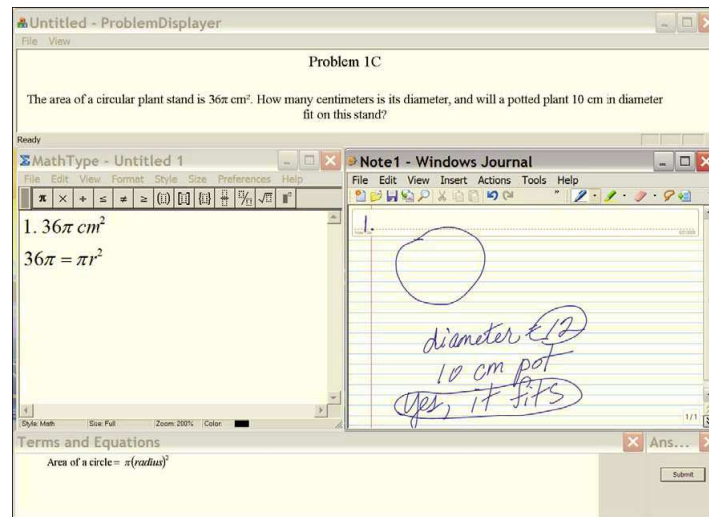 Untitled - ProblemDisplayer
File View
Problem 1C
The area of a circular plant stand is 36π cm². How many centimeters is its diameter, and will a potted plant 10 cm in diameter
fit on this stand?
Ready
MathType - Untitled 1
File Edit View Format Style Size Preferences Help
π × ÷ ≤ ≠ ≥
1. 36π cm²
36π = πr²
Style: Math Size: Full Zoom: 200% Color:
Note1 - Windows Journal
File Edit View Insert Actions Tools Help
1.
diameter = 12
10 cm pot
Yes, it fits
1/1
Terms and Equations
Area of a circle = π(radius)²
Ans...
Submit